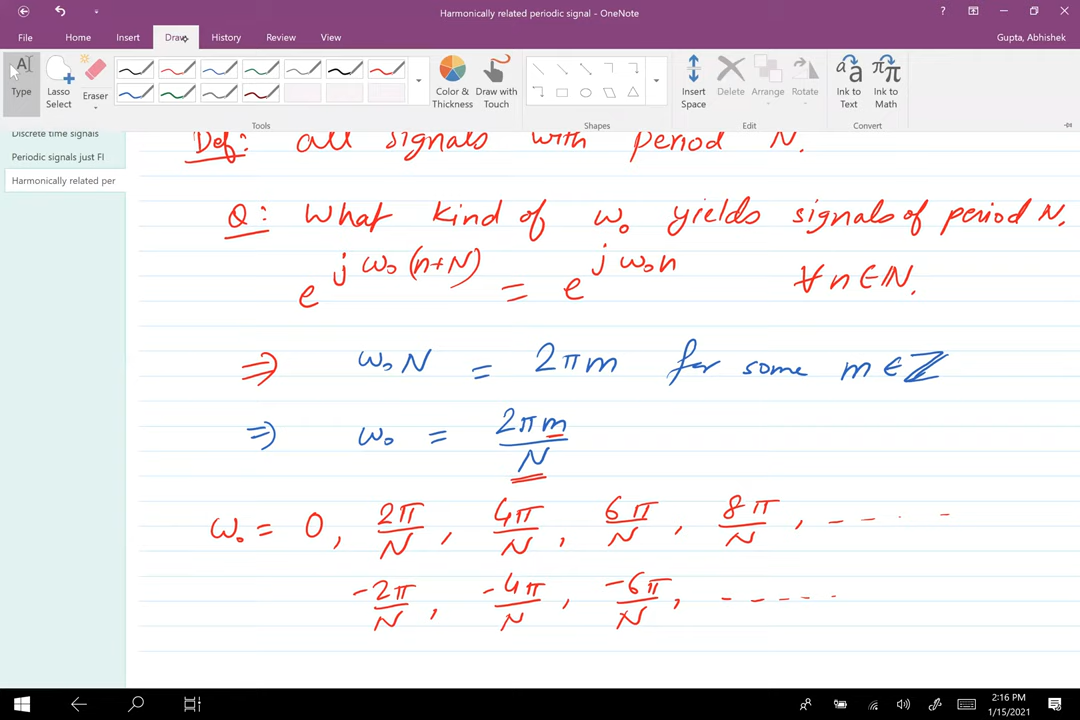 Harmonically related periodic signal - OneNote
File Home Insert Draw History Review View Gupta, Abhishek
Type Lasso Select Eraser Color & Thickness Draw with Touch Insert Space Delete Arrange Rotate Ink to Text Ink to Math
Tools Shapes Edit Convert
Discrete time signals
Periodic signals just FI
Harmonically related per
Def: all signals with period N.
Q: What kind of ω₀ yields signals of period N.
e^{jω₀(n+N)} = e^{jω₀n} ∀ n ∈ ℕ.
⇒ ω₀N = 2πm for some m ∈ ℤ
⇒ ω₀ = 2πm/N
ω₀ = 0, 2π/N, 4π/N, 6π/N, 8π/N, -----
-2π/N, -4π/N, -6π/N, -----
2:16 PM
1/15/2021